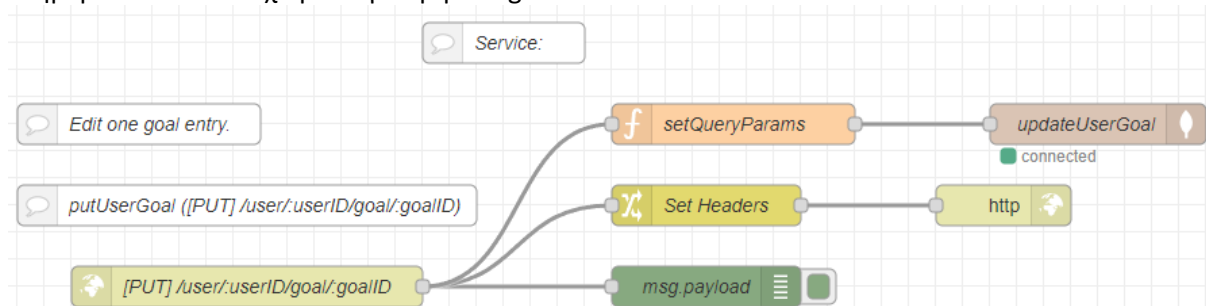 Service:
Edit one goal entry.
setQueryParams
updateUserGoal
connected
putUserGoal ([PUT] /user/:userID/goal/:goalID)
Set Headers
http
[PUT] /user/:userID/goal/:goalID
msg.payload